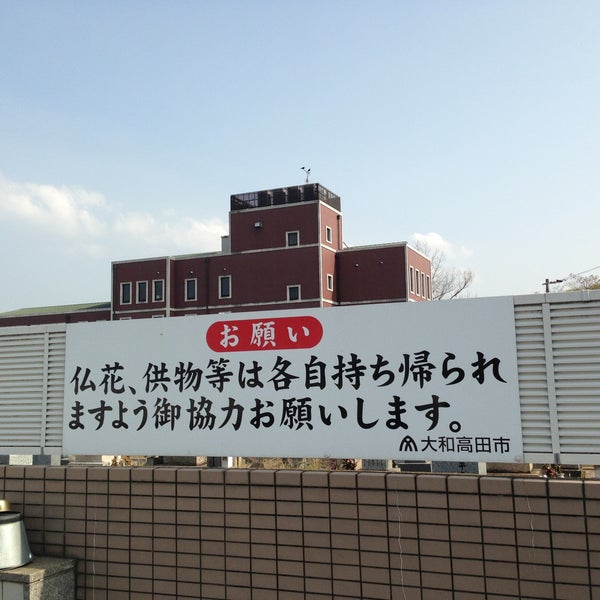 お願い
仏花、供物等は各自持ち帰られ
ますよう御協力お願いします。
大和高田市